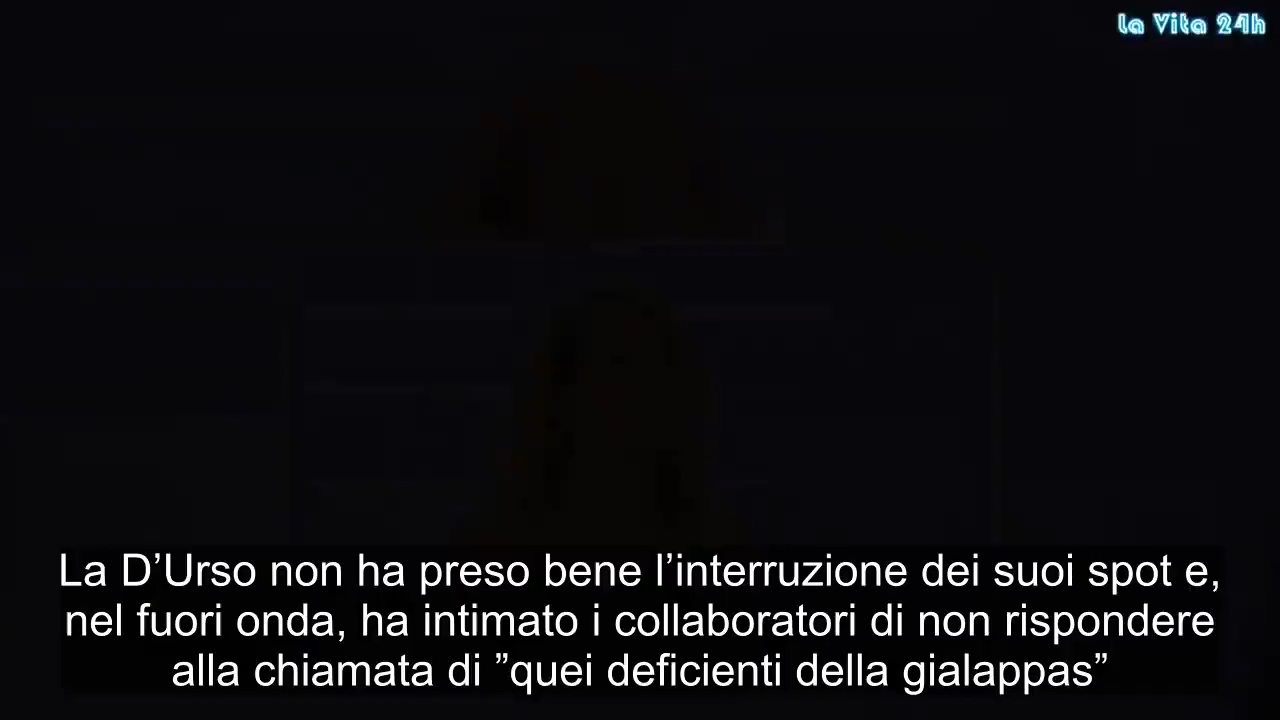 la Vita 24h
La D’Urso non ha preso bene l’interruzione dei suoi spot e,
nel fuori onda, ha intimato i collaboratori di non rispondere
alla chiamata di ”quei deficienti della gialappas”